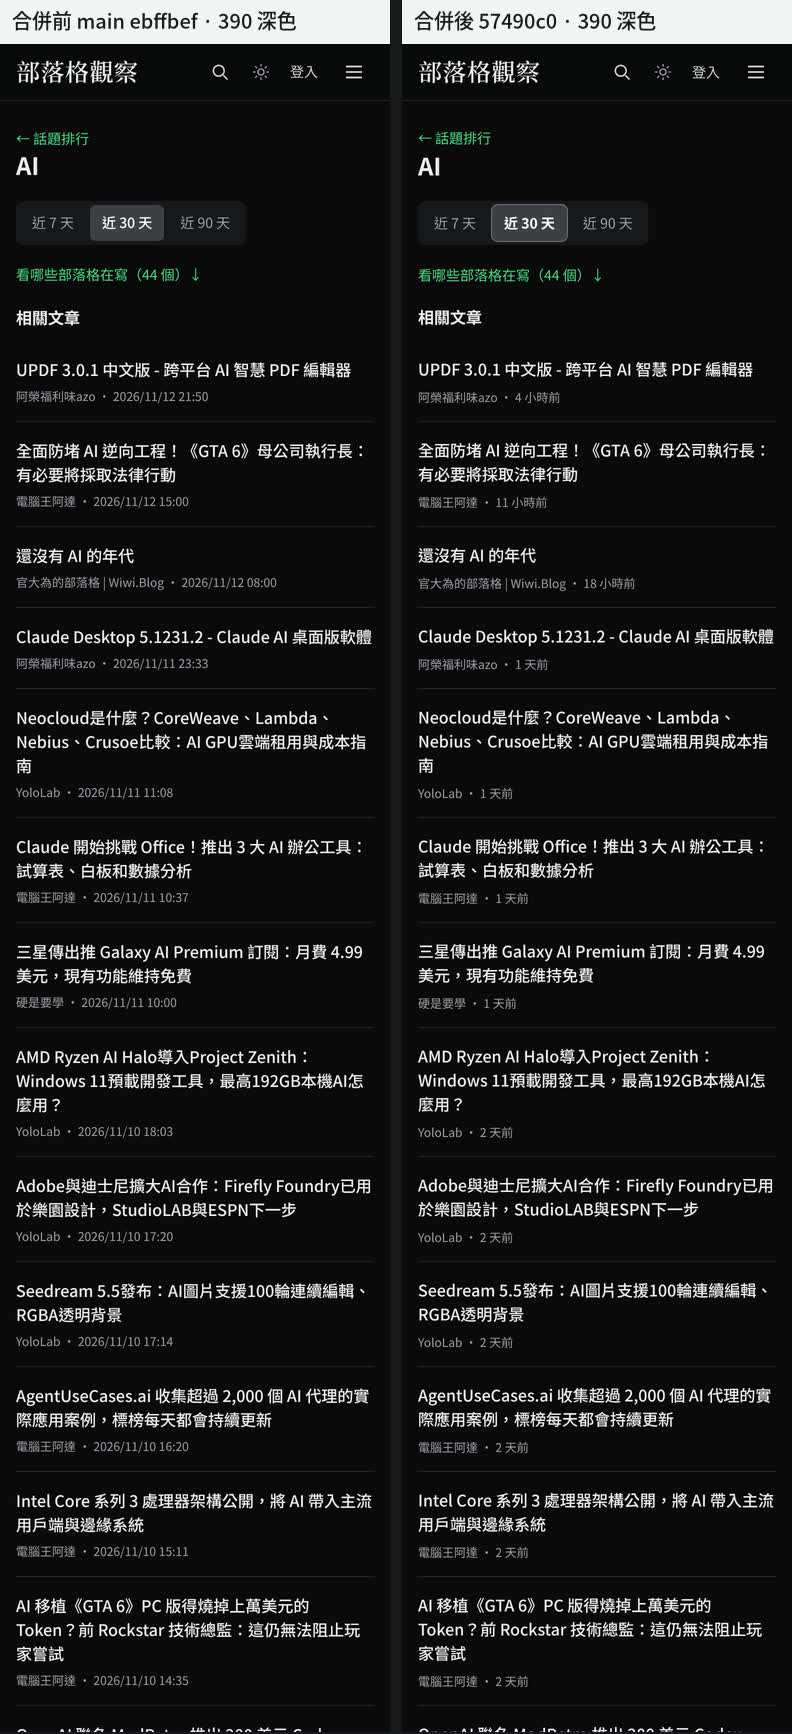 合併前 main ebffbef · 390 深色
部落格觀察
登入
← 話題排行
AI
近 7 天
近 30 天
近 90 天
看哪些部落格在寫（44 個）↓
相關文章
UPDF 3.0.1 中文版 - 跨平台 AI 智慧 PDF 編輯器
阿榮福利味azo · 2026/11/12 21:50
全面防堵 AI 逆向工程！《GTA 6》母公司執行長：
有必要將採取法律行動
電腦王阿達 · 2026/11/12 15:00
還沒有 AI 的年代
官大為的部落格 | Wiwi.Blog · 2026/11/12 08:00
Claude Desktop 5.1231.2 - Claude AI 桌面版軟體
阿榮福利味azo · 2026/11/11 23:33
Neocloud是什麼？CoreWeave、Lambda、
Nebius、Crusoe比較：AI GPU雲端租用與成本指
南
YoloLab · 2026/11/11 11:08
Claude 開始挑戰 Office！推出 3 大 AI 辦公工具：
試算表、白板和數據分析
電腦王阿達 · 2026/11/11 10:37
三星傳出推 Galaxy AI Premium 訂閱：月費 4.99
美元，現有功能維持免費
硬是要學 · 2026/11/11 10:00
AMD Ryzen AI Halo導入Project Zenith：
Windows 11預載開發工具，最高192GB本機AI怎
麼用？
YoloLab · 2026/11/10 18:03
Adobe與迪士尼擴大AI合作：Firefly Foundry已用
於樂園設計，StudioLAB與ESPN下一步
YoloLab · 2026/11/10 17:20
Seedream 5.5發布：AI圖片支援100輪連續編輯、
RGBA透明背景
YoloLab · 2026/11/10 17:14
AgentUseCases.ai 收集超過 2,000 個 AI 代理的實
際應用案例，標榜每天都會持續更新
電腦王阿達 · 2026/11/10 16:20
Intel Core 系列 3 處理器架構公開，將 AI 帶入主流
用戶端與邊緣系統
電腦王阿達 · 2026/11/10 15:11
AI 移植《GTA 6》PC 版得燒掉上萬美元的
Token？前 Rockstar 技術總監：這仍無法阻止玩
家嘗試
電腦王阿達 · 2026/11/10 14:35
合併後 57490c0 · 390 深色
部落格觀察
登入
← 話題排行
AI
近 7 天
近 30 天
近 90 天
看哪些部落格在寫（44 個）↓
相關文章
UPDF 3.0.1 中文版 - 跨平台 AI 智慧 PDF 編輯器
阿榮福利味azo · 4 小時前
全面防堵 AI 逆向工程！《GTA 6》母公司執行長：
有必要將採取法律行動
電腦王阿達 · 11 小時前
還沒有 AI 的年代
官大為的部落格 | Wiwi.Blog · 18 小時前
Claude Desktop 5.1231.2 - Claude AI 桌面版軟體
阿榮福利味azo · 1 天前
Neocloud是什麼？CoreWeave、Lambda、
Nebius、Crusoe比較：AI GPU雲端租用與成本指
南
YoloLab · 1 天前
Claude 開始挑戰 Office！推出 3 大 AI 辦公工具：
試算表、白板和數據分析
電腦王阿達 · 1 天前
三星傳出推 Galaxy AI Premium 訂閱：月費 4.99
美元，現有功能維持免費
硬是要學 · 1 天前
AMD Ryzen AI Halo導入Project Zenith：
Windows 11預載開發工具，最高192GB本機AI怎
麼用？
YoloLab · 2 天前
Adobe與迪士尼擴大AI合作：Firefly Foundry已用
於樂園設計，StudioLAB與ESPN下一步
YoloLab · 2 天前
Seedream 5.5發布：AI圖片支援100輪連續編輯、
RGBA透明背景
YoloLab · 2 天前
AgentUseCases.ai 收集超過 2,000 個 AI 代理的實
際應用案例，標榜每天都會持續更新
電腦王阿達 · 2 天前
Intel Core 系列 3 處理器架構公開，將 AI 帶入主流
用戶端與邊緣系統
電腦王阿達 · 2 天前
AI 移植《GTA 6》PC 版得燒掉上萬美元的
Token？前 Rockstar 技術總監：這仍無法阻止玩
家嘗試
電腦王阿達 · 2 天前